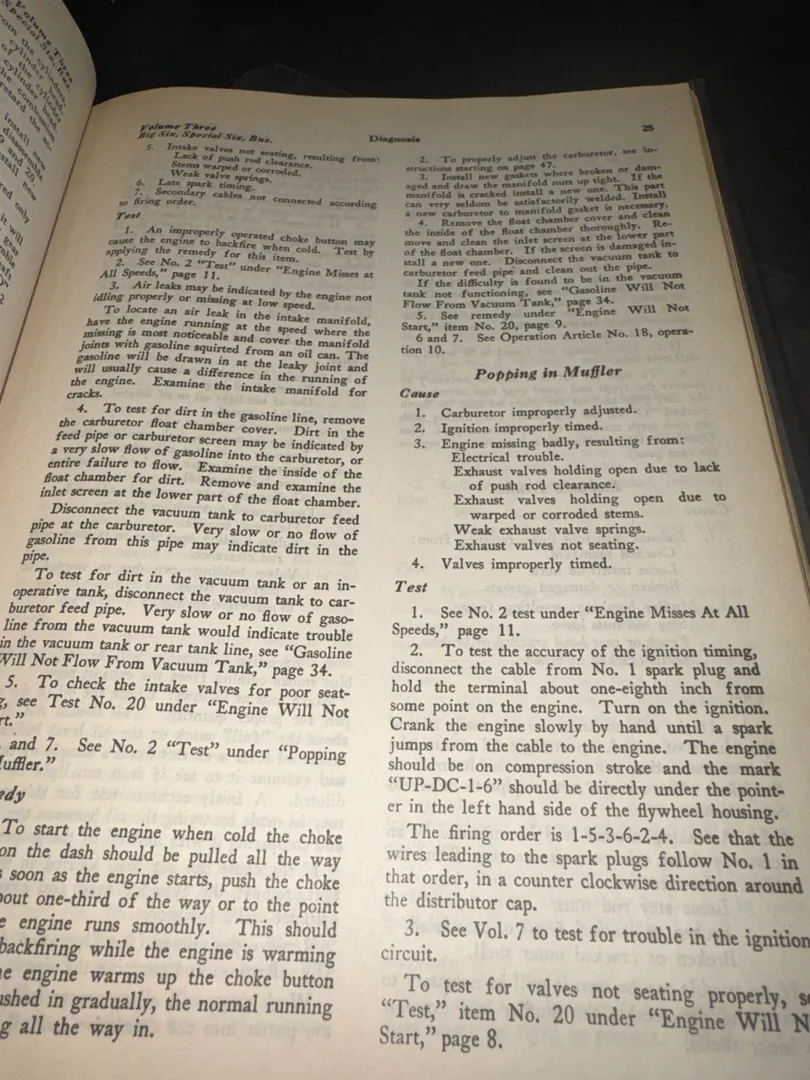 Volume Three
Special Six, Bus.
from the cylinders,
cylinder head.
of the cylinder
cylinder head.
the combustion
retard the
install new
20,
install new
only
it will
gear
Volume Three
Big Six, Special Six, Bus.
Diagnosis
25
5. Intake valves not seating, resulting from:
Lack of push rod clearance.
Stems warped or corroded.
Weak valve springs.
6. Late spark timing.
7. Secondary cables not connected according
to firing order.
Test
1. An improperly operated choke button may
cause the engine to backfire when cold. Test by
applying the remedy for this item.
2. See No. 2 "Test" under "Engine Misses at
All Speeds," page 11.
3. Air leaks may be indicated by the engine not
idling properly or missing at low speed.
To locate an air leak in the intake manifold,
have the engine running at the speed where the
missing is most noticeable and cover the manifold
joints with gasoline squirted from an oil can. The
gasoline will be drawn in at the leaky joint and
will usually cause a difference in the running of
the engine. Examine the intake manifold for
cracks.
4. To test for dirt in the gasoline line, remove
the carburetor float chamber cover. Dirt in the
feed pipe or carburetor screen may be indicated by
a very slow flow of gasoline into the carburetor, or
entire failure to flow. Examine the inside of the
float chamber for dirt. Remove and examine the
inlet screen at the lower part of the float chamber.
Disconnect the vacuum tank to carburetor feed
pipe at the carburetor. Very slow or no flow of
gasoline from this pipe may indicate dirt in the
pipe.
To test for dirt in the vacuum tank or an in-
operative tank, disconnect the vacuum tank to car-
buretor feed pipe. Very slow or no flow of gaso-
line from the vacuum tank would indicate trouble
in the vacuum tank or rear tank line, see "Gasoline
Will Not Flow From Vacuum Tank," page 34.
5. To check the intake valves for poor seat-
g, see Test No. 20 under "Engine Will Not
rt."
and 7. See No. 2 "Test" under "Popping
Muffler."
edy
To start the engine when cold the choke
on the dash should be pulled all the way
s soon as the engine starts, push the choke
bout one-third of the way or to the point
e engine runs smoothly. This should
backfiring while the engine is warming
e engine warms up the choke button
ushed in gradually, the normal running
g all the way in.
2. To properly adjust the carburetor, see in-
structions starting on page 47.
3. Install new gaskets where broken or dam-
aged and draw the manifold nuts up tight. If the
manifold is cracked install a new one. This part
can very seldom be satisfactorily welded. Install
a new carburetor to manifold gasket is necessary.
4. Remove the float chamber cover and clean
the inside of the float chamber thoroughly. Re-
move and clean the inlet screen at the lower part
of the float chamber. If the screen is damaged in-
stall a new one. Disconnect the vacuum tank to
carburetor feed pipe and clean out the pipe.
If the difficulty is found to be in the vacuum
tank not functioning, see "Gasoline Will Not
Flow From Vacuum Tank," page 34.
5. See remedy under "Engine Will Not
Start," item No. 20, page 9.
6 and 7. See Operation Article No. 18, opera-
tion 10.
Popping in Muffler
Cause
1. Carburetor improperly adjusted.
2. Ignition improperly timed.
3. Engine missing badly, resulting from:
Electrical trouble.
Exhaust valves holding open due to lack
of push rod clearance.
Exhaust valves holding open due to
warped or corroded stems.
Weak exhaust valve springs.
Exhaust valves not seating.
4. Valves improperly timed.
Test
1. See No. 2 test under "Engine Misses At All
Speeds," page 11.
2. To test the accuracy of the ignition timing,
disconnect the cable from No. 1 spark plug and
hold the terminal about one-eighth inch from
some point on the engine. Turn on the ignition.
Crank the engine slowly by hand until a spark
jumps from the cable to the engine. The engine
should be on compression stroke and the mark
"UP-DC-1-6" should be directly under the point-
er in the left hand side of the flywheel housing.
The firing order is 1-5-3-6-2-4. See that the
wires leading to the spark plugs follow No. 1 in
that order, in a counter clockwise direction around
the distributor cap.
3. See Vol. 7 to test for trouble in the ignition
circuit.
To test for valves not seating properly, se
"Test," item No. 20 under "Engine Will N
Start," page 8.